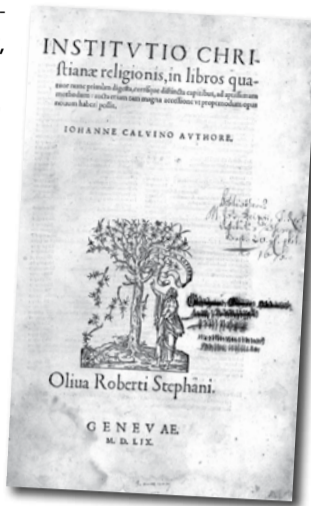 INSTITVTIO CHRI-
stianæ religionis, in libros qua-
tuor nunc primùm digesta, certisque distincta capitibus, ad aptissimam
methodum: aucta etiam tam magna accessione vt propemodum opus
nouum haberi possit.
IOHANNE CALVINO AVTHORE.
Oliua Roberti Stephani.
GENEVAE.
M. D. LIX.